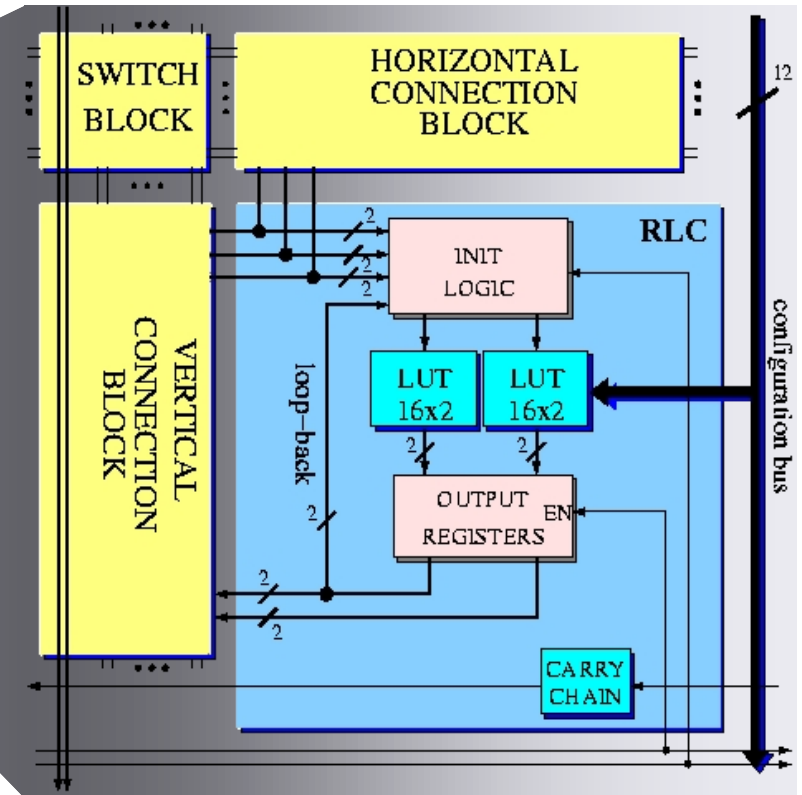 SWITCH
BLOCK
HORIZONTAL
CONNECTION
BLOCK
12
RLC
2
2
2
INIT
LOGIC
VERTICAL
CONNECTION
BLOCK
loop-back
configuration bus
LUT
16x2
LUT
16x2
2
2
OUTPUT
REGISTERS
EN
2
2
2
CARRY
CHAIN